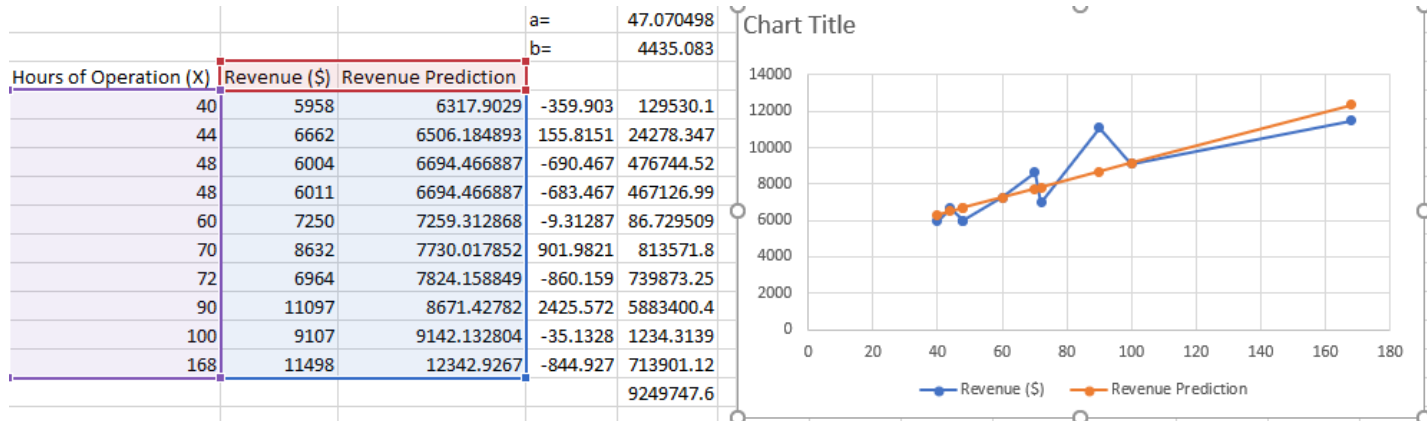 a= 47.070498
b= 4435.083
Hours of Operation (X) Revenue ($) Revenue Prediction
40 5958 6317.9029 -359.903 129530.1
44 6662 6506.184893 155.8151 24278.347
48 6004 6694.466887 -690.467 476744.52
48 6011 6694.466887 -683.467 467126.99
60 7250 7259.312868 -9.31287 86.729509
70 8632 7730.017852 901.9821 813571.8
72 6964 7824.158849 -860.159 739873.25
90 11097 8671.42782 2425.572 5883400.4
100 9107 9142.132804 -35.1328 1234.3139
168 11498 12342.9267 -844.927 713901.12
9249747.6
Chart Title
14000
12000
10000
8000
6000
4000
2000
0
0 20 40 60 80 100 120 140 160 180
Revenue ($) Revenue Prediction